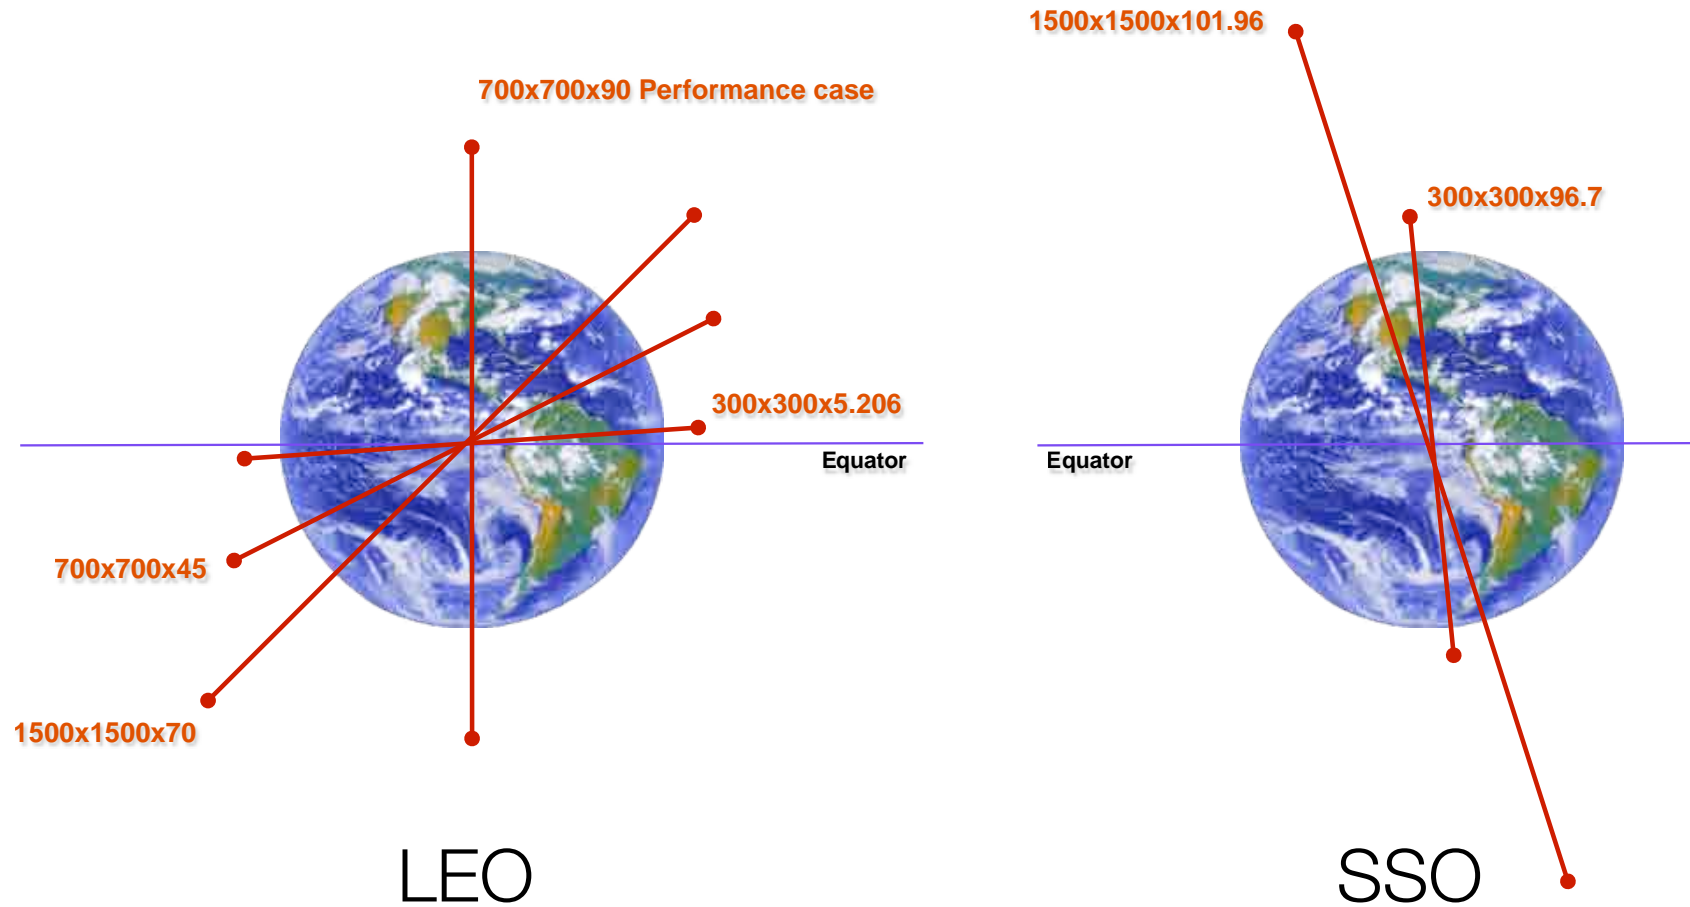 700x700x90 Performance case
300x300x5.206
Equator
700x700x45
1500x1500x70
LEO
1500x1500x101.96
300x300x96.7
Equator
SSO